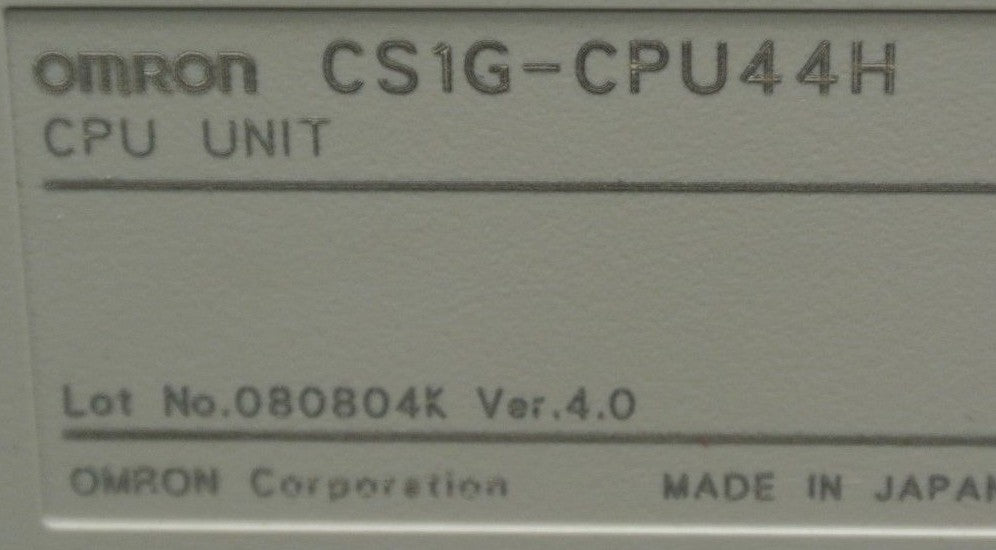 omron CS1G-CPU44H
CPU UNIT
Lot No.080804K Ver.4.0
OMRON Corporation MADE IN JAPAN